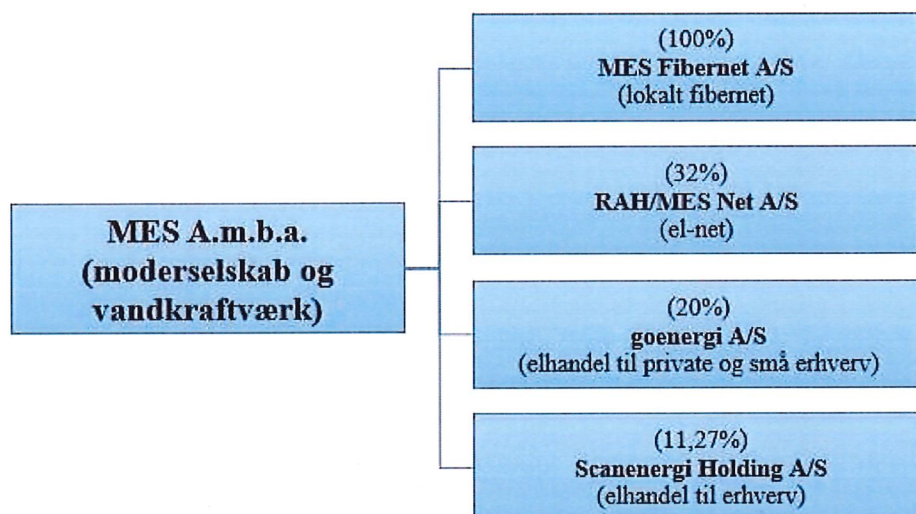 MES A.m.b.a.
(moderselskab og
vandkraftværk)
(100%)
MES Fibernet A/S
(lokalt fibernet)
(32%)
RAH/MES Net A/S
(el-net)
(20%)
goenergi A/S
(elhandel til private og små erhverv)
(11,27%)
Scanenergi Holding A/S
(elhandel til erhverv)